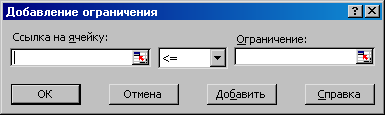 Добавление ограничения
Ссылка на ячейку:
Ограничение:
<=
OK
Отмена
Добавить
Справка